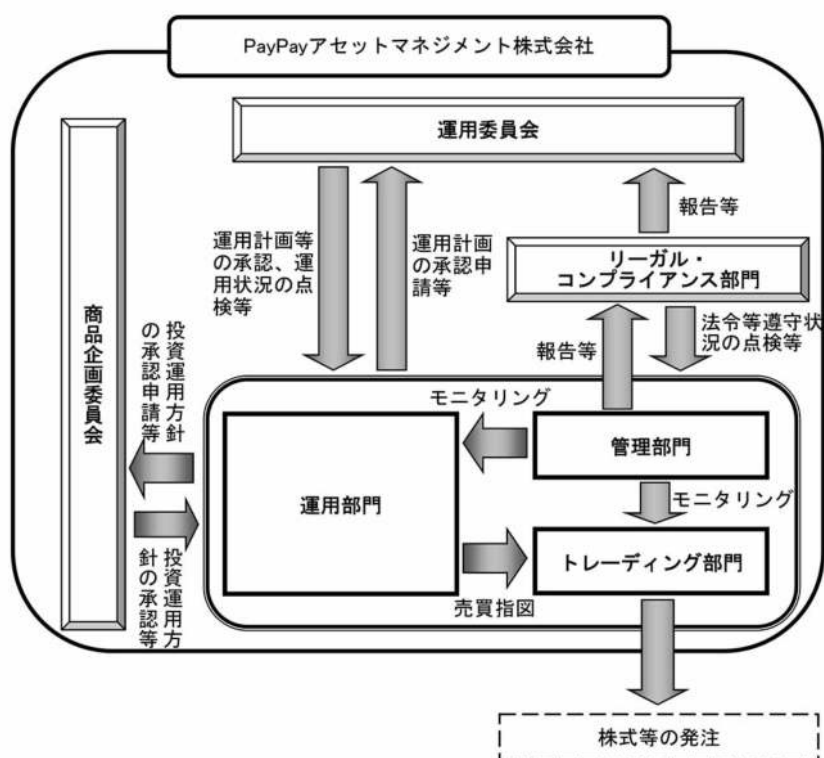 PayPayアセットマネジメント株式会社
運用委員会
報告等
運用計画等
の承認、運
用状況の点
検等
運用計画
の承認申
請等
リーガル・
コンプライアンス部門
商品企画委員会
投資運用方針
の承認申請等
報告等
法令等遵守状
況の点検等
モニタリング
管理部門
運用部門
モニタリング
トレーディング部門
売買指図
投資運用方
針の承認等
株式等の発注